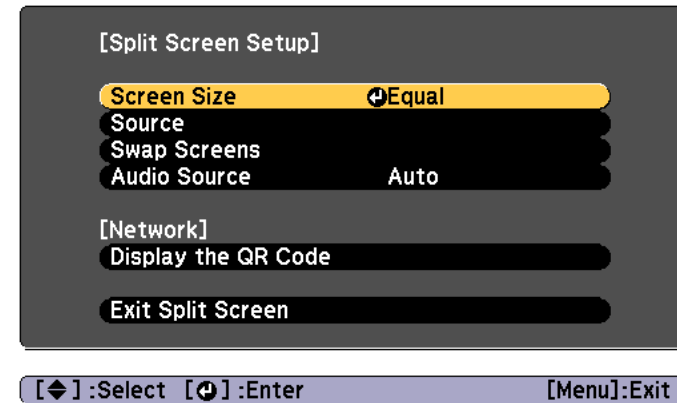 [Split Screen Setup]
Screen Size Equal
Source
Swap Screens
Audio Source Auto
[Network]
Display the QR Code
Exit Split Screen
[◆] :Select [↵] :Enter [Menu]:Exit